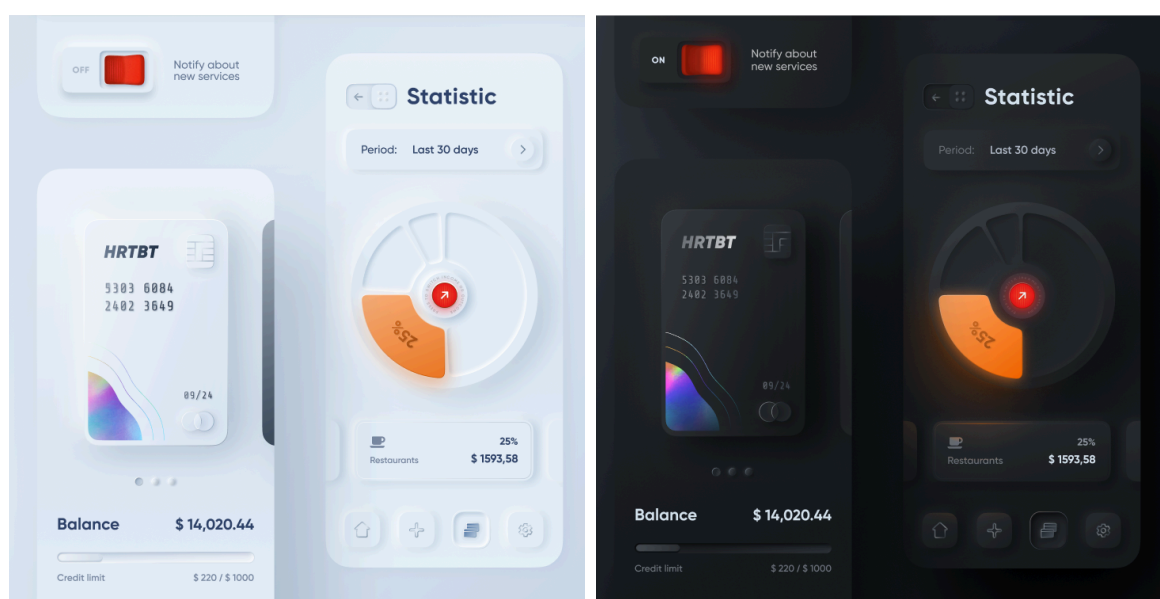 OFF
Notify about
new services
HRTBT
5303 6084
2402 3649
09/24
Balance
$ 14,020.44
Credit limit
$ 220 / $ 1000
Statistic
Period: Last 30 days
25%
Restaurants
25%
$ 1593,58
ON
Notify about
new services
HRTBT
5303 6084
2402 3649
09/24
Balance
$ 14,020.44
Credit limit
$ 220 / $ 1000
Statistic
Period: Last 30 days
25%
Restaurants
25%
$ 1593,58